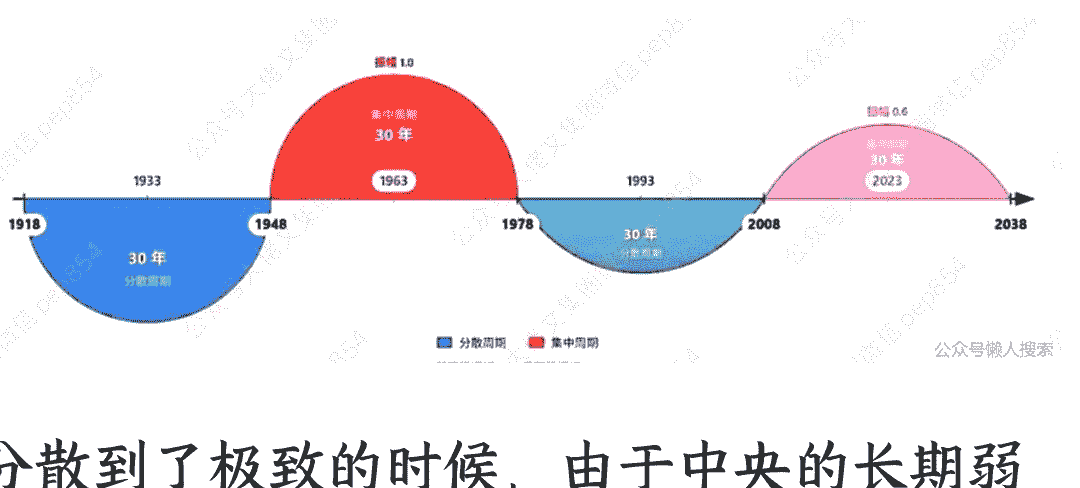 振幅 1.0
振幅 0.6
集中周期
30 年
1963
30 年
2023
1933
1993
1918
1948
1978
2008
2038
30 年
分散周期
30 年
分散周期
分散周期
集中周期
公众号懒人搜索
分散到了极致的时候，由于中央的长期弱